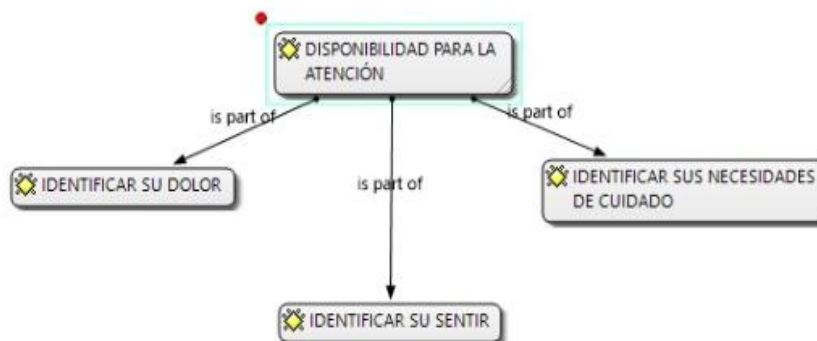 DISPONIBILIDAD PARA LA
ATENCIÓN
is part of
is part of
is part of
IDENTIFICAR SU DOLOR
IDENTIFICAR SUS NECESIDADES
DE CUIDADO
IDENTIFICAR SU SENTIR